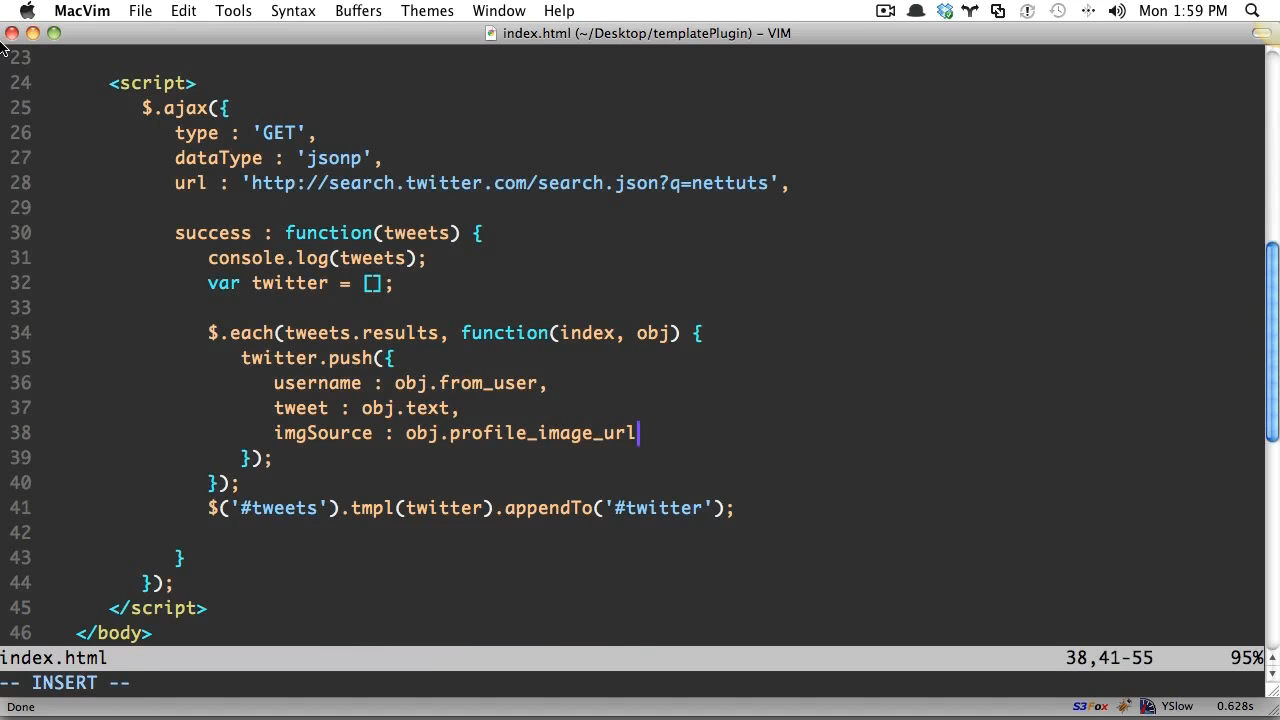 MacVim File Edit Tools Syntax Buffers Themes Window Help Mon 1:59 PM
index.html (~/Desktop/templatePlugin) – VIM
23
24 <script>
25 $.ajax({
26 type : 'GET',
27 dataType : 'jsonp',
28 url : 'http://search.twitter.com/search.json?q=nettuts',
29
30 success : function(tweets) {
31 console.log(tweets);
32 var twitter = [];
33
34 $.each(tweets.results, function(index, obj) {
35 twitter.push({
36 username : obj.from_user,
37 tweet : obj.text,
38 imgSource : obj.profile_image_url
39 });
40 });
41 $('#tweets').tmpl(twitter).appendTo('#twitter');
42
43 }
44 });
45 </script>
46 </body>
index.html 38,41-55 95%
-- INSERT --
Done S3Fox YSlow 0.628s